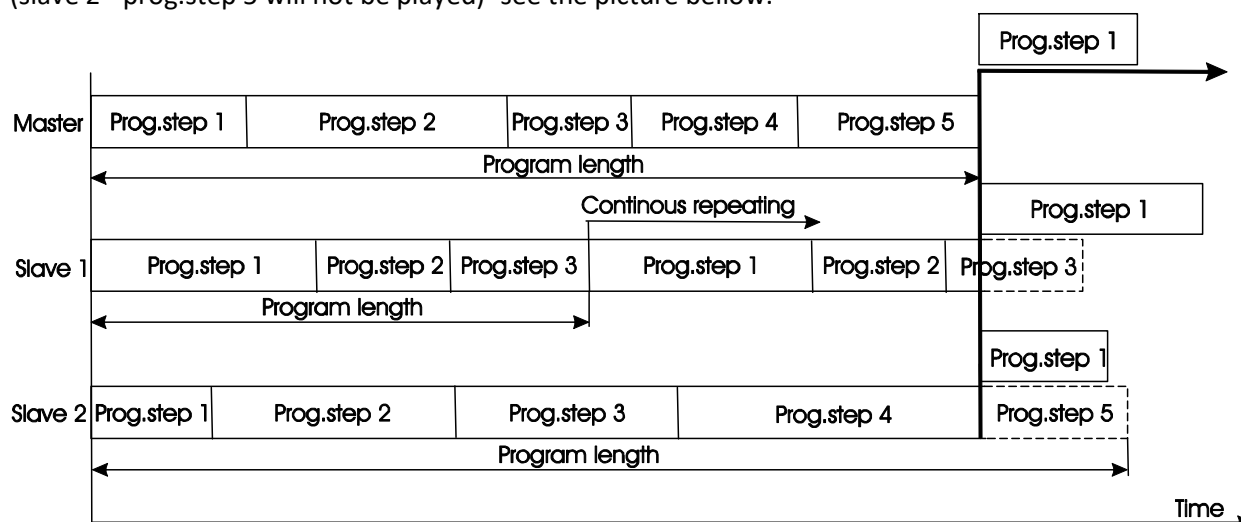 (slave 2 - prog.step 5 will not be played)- see the picture bellow:
Prog.step 1
Master Prog.step 1 Prog.step 2 Prog.step 3 Prog.step 4 Prog.step 5
Program length
Continous repeating
Prog.step 1
Slave 1 Prog.step 1 Prog.step 2 Prog.step 3 Prog.step 1 Prog.step 2 Prog.step 3
Program length
Prog.step 1
Slave 2 Prog.step 1 Prog.step 2 Prog.step 3 Prog.step 4 Prog.step 5
Program length
Time